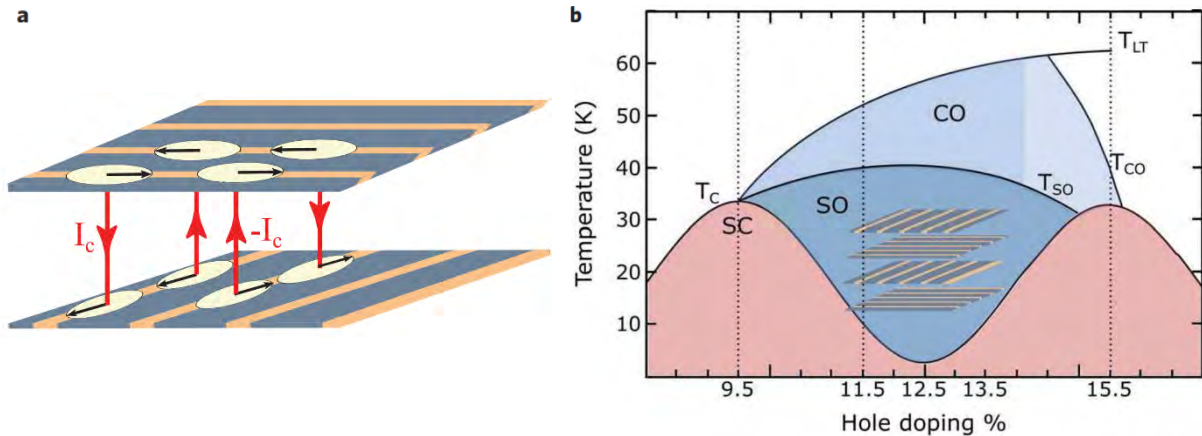 a
I_c
-I_c
b
Temperature (K)
60
50
40
30
20
10
T_LT
CO
T_CO
T_C
T_SO
SO
SC
9.5
11.5
12.5
13.5
15.5
Hole doping %